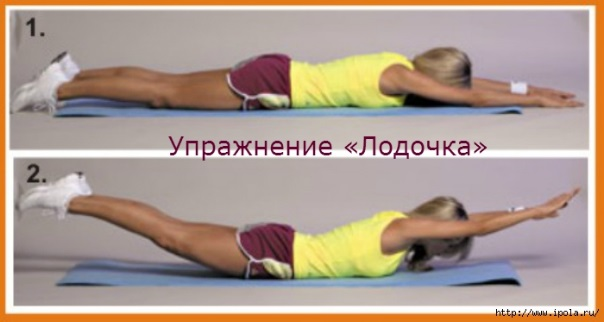 1.
Упражнение «Лодочка»
2.
http://www.ipola.ru/